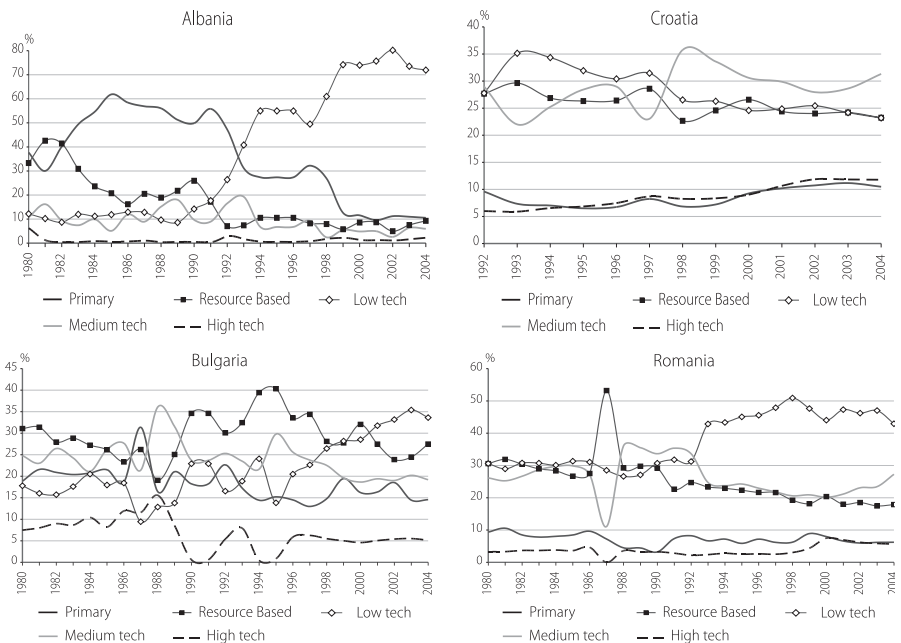 Albania
%
80
70
60
50
40
30
20
10
0
1980 1982 1984 1986 1988 1990 1992 1994 1996 1998 2000 2002 2004
Primary Resource Based Low tech
Medium tech High tech
Croatia
%
40
35
30
25
20
15
10
5
0
1992 1993 1994 1995 1996 1997 1998 1999 2000 2001 2002 2003 2004
Primary Resource Based Low tech
Medium tech High tech
Bulgaria
%
45
40
35
30
25
20
15
10
5
0
1980 1982 1984 1986 1988 1990 1992 1994 1996 1998 2000 2002 2004
Primary Resource Based Low tech
Medium tech High tech
Romania
%
60
50
40
30
20
10
0
1980 1982 1984 1986 1988 1990 1992 1994 1996 1998 2000 2002 2004
Primary Resource Based Low tech
Medium tech High tech